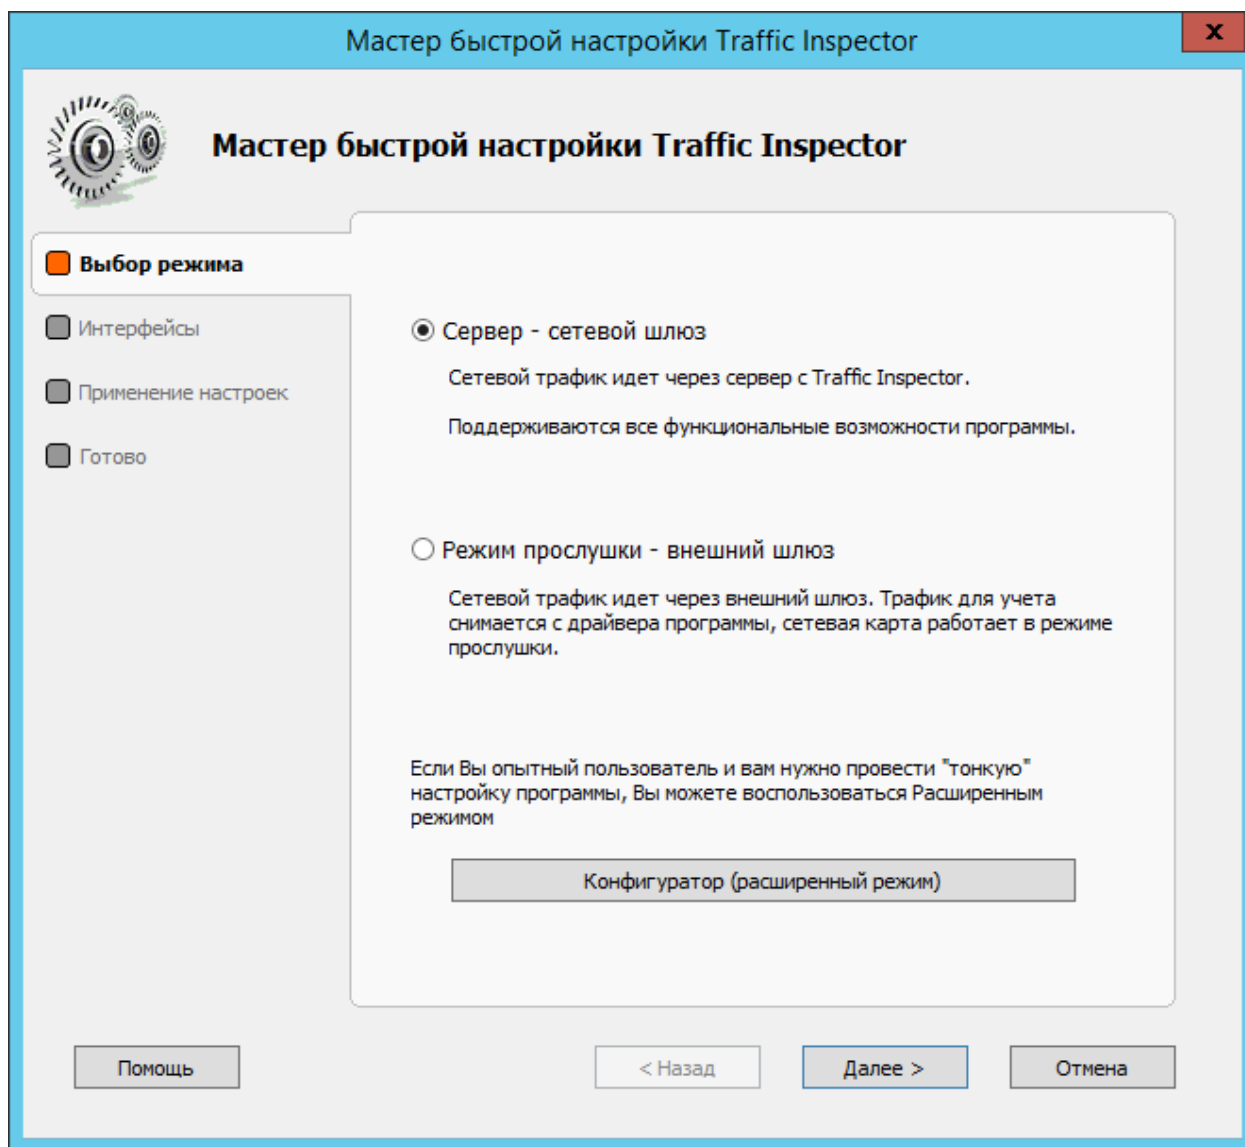 Мастер быстрой настройки Traffic Inspector
x
Мастер быстрой настройки Traffic Inspector
Выбор режима
Интерфейсы
Применение настроек
Готово
Сервер - сетевой шлюз
Сетевой трафик идет через сервер с Traffic Inspector.
Поддерживаются все функциональные возможности программы.
Режим прослушки - внешний шлюз
Сетевой трафик идет через внешний шлюз. Трафик для учета
снимается с драйвера программы, сетевая карта работает в режиме
прослушки.
Если Вы опытный пользователь и вам нужно провести "тонкую"
настройку программы, Вы можете воспользоваться Расширенным
режимом
Конфигуратор (расширенный режим)
Помощь
< Назад
Далее >
Отмена